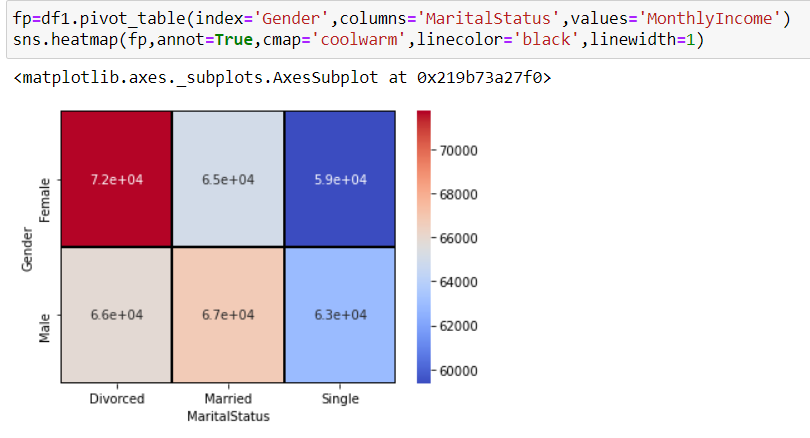 fp=df1.pivot_table(index='Gender',columns='MaritalStatus',values='MonthlyIncome')
sns.heatmap(fp,annot=True,cmap='coolwarm',linecolor='black',linewidth=1)
<matplotlib.axes._subplots.AxesSubplot at 0x219b73a27f0>
Gender
Female
7.2e+04 6.5e+04 5.9e+04
Male
6.6e+04 6.7e+04 6.3e+04
Divorced Married Single
MaritalStatus
70000
68000
66000
64000
62000
60000